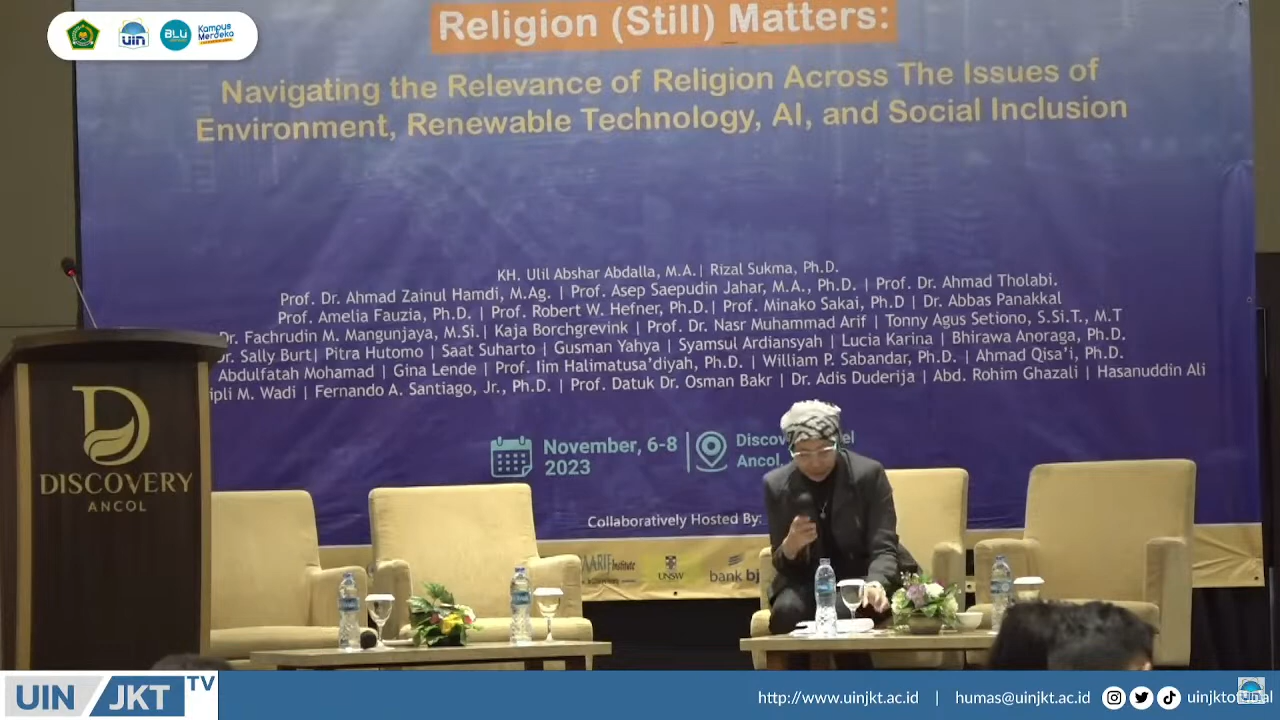 uin
BLU
Kampus
Merdeka
Religion (Still) Matters:
Navigating the Relevance of Religion Across The Issues of
Environment, Renewable Technology, AI, and Social Inclusion
KH. Ulil Abshar Abdalla, M.A.| Rizal Sukma, Ph.D.
Prof. Dr. Ahmad Zainul Hamdi, M.Ag. | Prof. Asep Saepudin Jahar, M.A., Ph.D. | Prof. Dr. Ahmad Tholabi.
Prof. Amelia Fauzia, Ph.D. | Prof. Robert W. Hefner, Ph.D.| Prof. Minako Sakai, Ph.D | Dr. Abbas Panakkal
Dr. Fachrudin M. Mangunjaya, M.Si.| Kaja Borchgrevink | Prof. Dr. Nasr Muhammad Arif | Tonny Agus Setiono, S.Si.T., M.T
Dr. Sally Burt| Pitra Hutomo | Saat Suharto | Gusman Yahya | Syamsul Ardiansyah | Lucia Karina | Bhirawa Anoraga, Ph.D.
Abdulfatah Mohamad | Gina Lende | Prof. Iim Halimatusa'diyah, Ph.D. | William P. Sabandar, Ph.D. | Ahmad Qisa'i, Ph.D.
M. Wadi | Fernando A. Santiago, Jr., Ph.D. | Prof. Datuk Dr. Osman Bakr | Dr. Adis Duderija | Abd. Rohim Ghazali | Hasanuddin Ali
November, 6-8
2023
Ancol,
Collaboratively Hosted By:
Institute
UNSW
bank bj
D
DISCOVERY
ANCOL
UIN JKT TV
http://www.uinjkt.ac.id | humas@uinjkt.ac.id